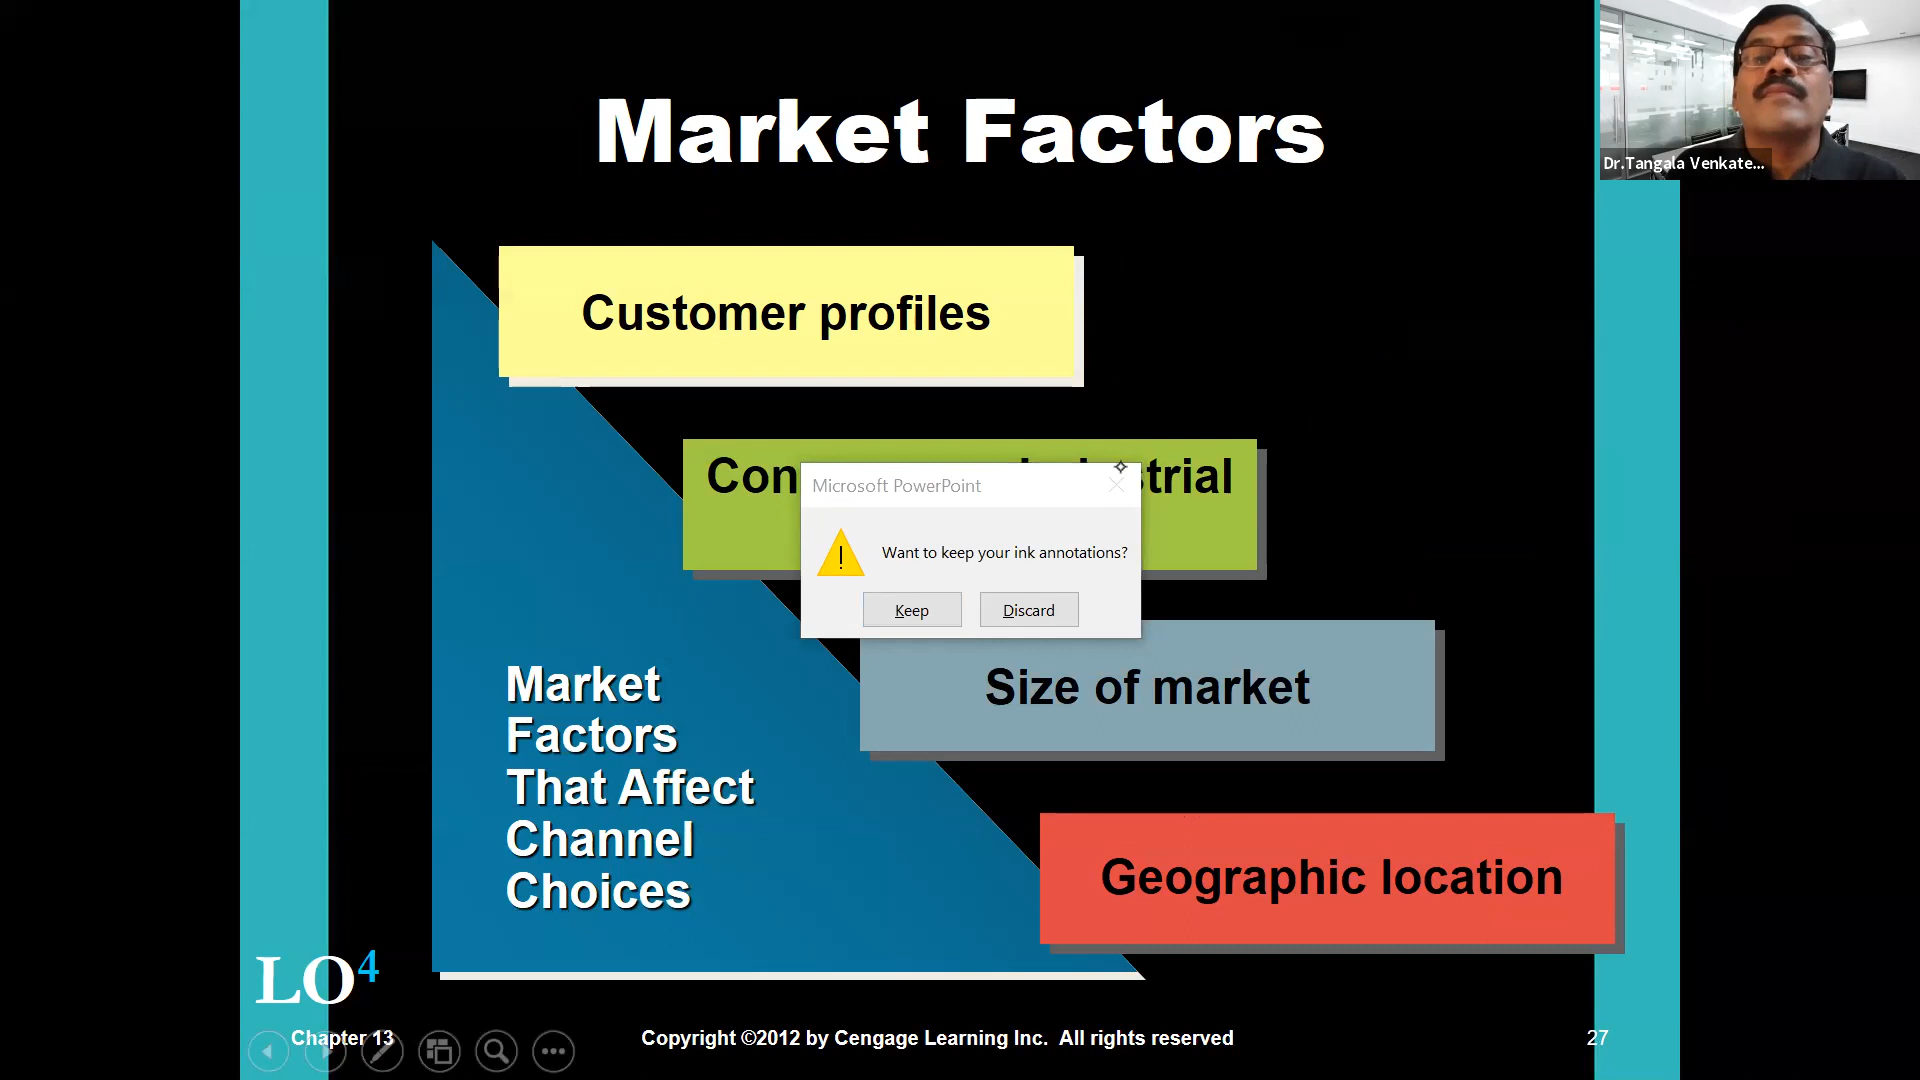 Market Factors
Dr.Tangala Venkate...
Customer profiles
Microsoft PowerPoint
Want to keep your ink annotations?
Keep
Discard
Size of market
Market
Factors
That Affect
Channel
Choices
Geographic location
LO4
Chapter 13
Copyright ©2012 by Cengage Learning Inc. All rights reserved
27